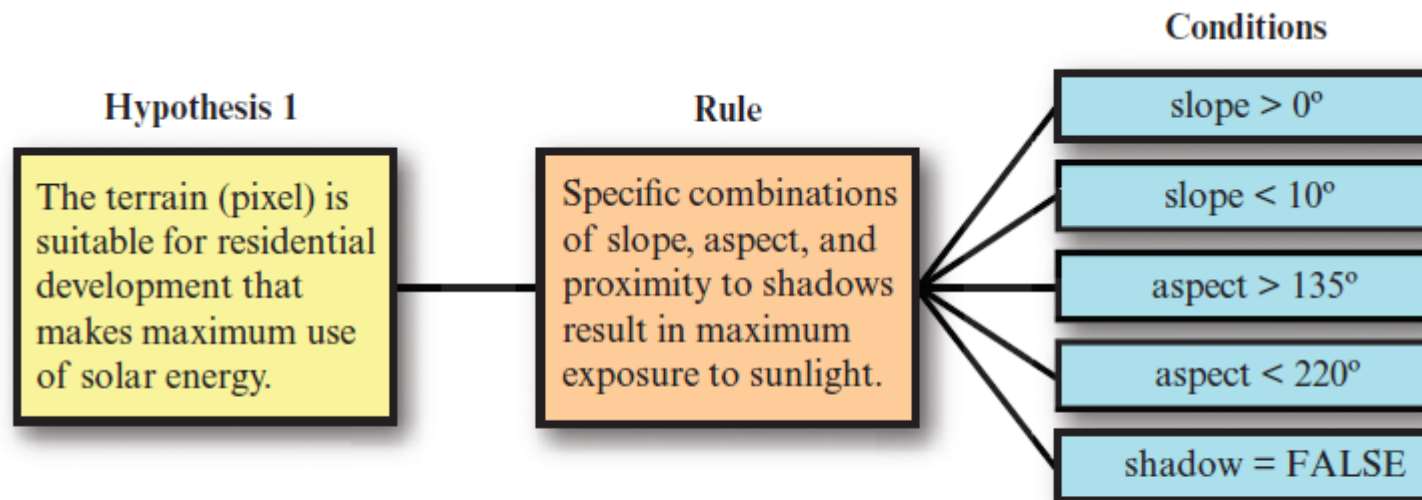 Hypothesis 1
The terrain (pixel) is
suitable for residential
development that
makes maximum use
of solar energy.
Rule
Specific combinations
of slope, aspect, and
proximity to shadows
result in maximum
exposure to sunlight.
Conditions
slope > 0º
slope < 10º
aspect > 135º
aspect < 220º
shadow = FALSE